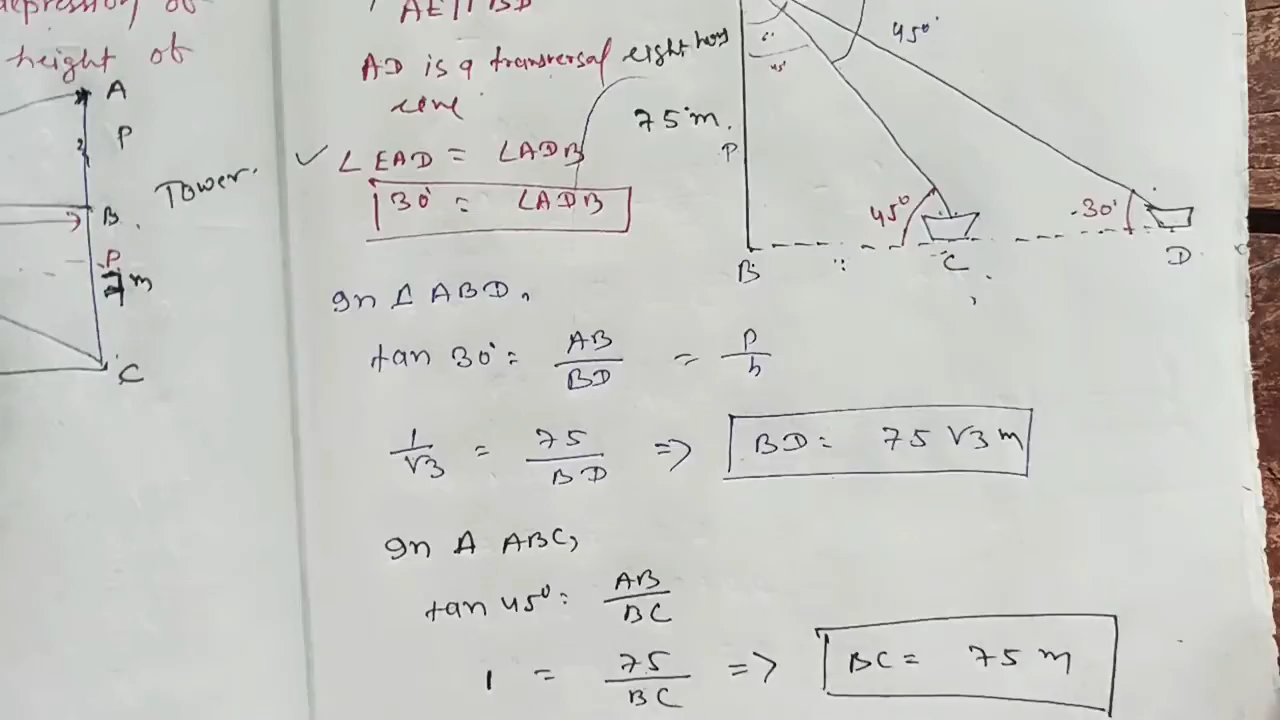 depression of
height of
A
P
Tower.
B.
P
m
C
AE || BD
AD is a transversal
∠EAD = ∠ADB
30° = ∠ADB
45°
75 m.
P
45°
30°
B
C
D
In Δ ABD,
tan 30° = AB/BD = P/b
1/√3 = 75/BD => BD = 75 √3 m
In Δ ABC,
tan 45° = AB/BC
1 = 75/BC => BC = 75 m